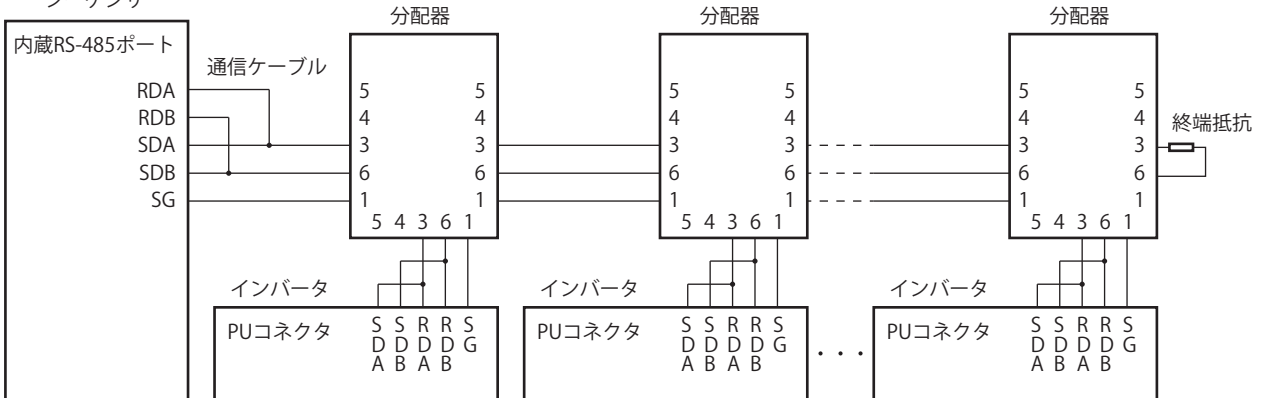 分配器
分配器
分配器
内蔵RS-485ポート
通信ケーブル
RDA
RDB
SDA
SDB
SG
5 5
4 4
3 3
6 6
1 1
5 4 3 6 1
5 5
4 4
3 3
6 6
1 1
5 4 3 6 1
5 5
4 4
3 3
6 6
1 1
5 4 3 6 1
終端抵抗
インバータ
PUコネクタ
SDA
SDB
RDA
RDB
SG
インバータ
PUコネクタ
SDA
SDB
RDA
RDB
SG
・・・
インバータ
PUコネクタ
SDA
SDB
RDA
RDB
SG